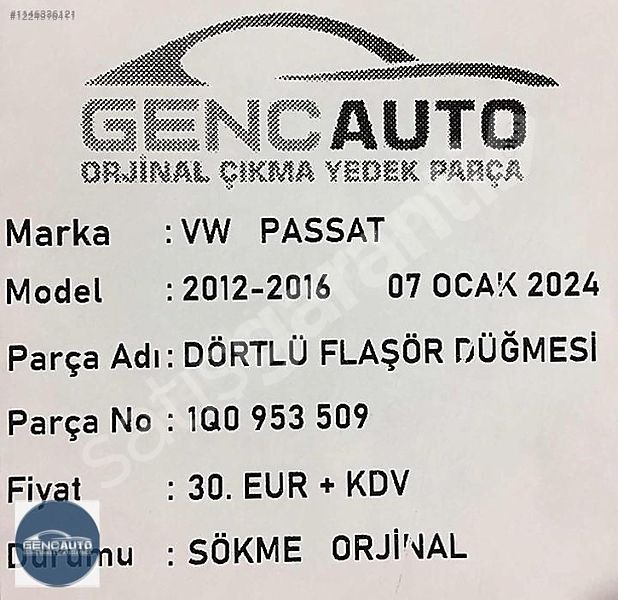 GENCAUTO
ORJİNAL ÇIKMA YEDEK PARÇA
Marka : VW PASSAT
Model : 2012-2016 07 OCAK 2024
Parça Adı : DÖRTLÜ FLAŞÖR DÜĞMESİ
Parça No : 1Q0 953 509
Fiyat : 30. EUR + KDV
Durumu : SÖKME ORJİNAL
GENCAUTO